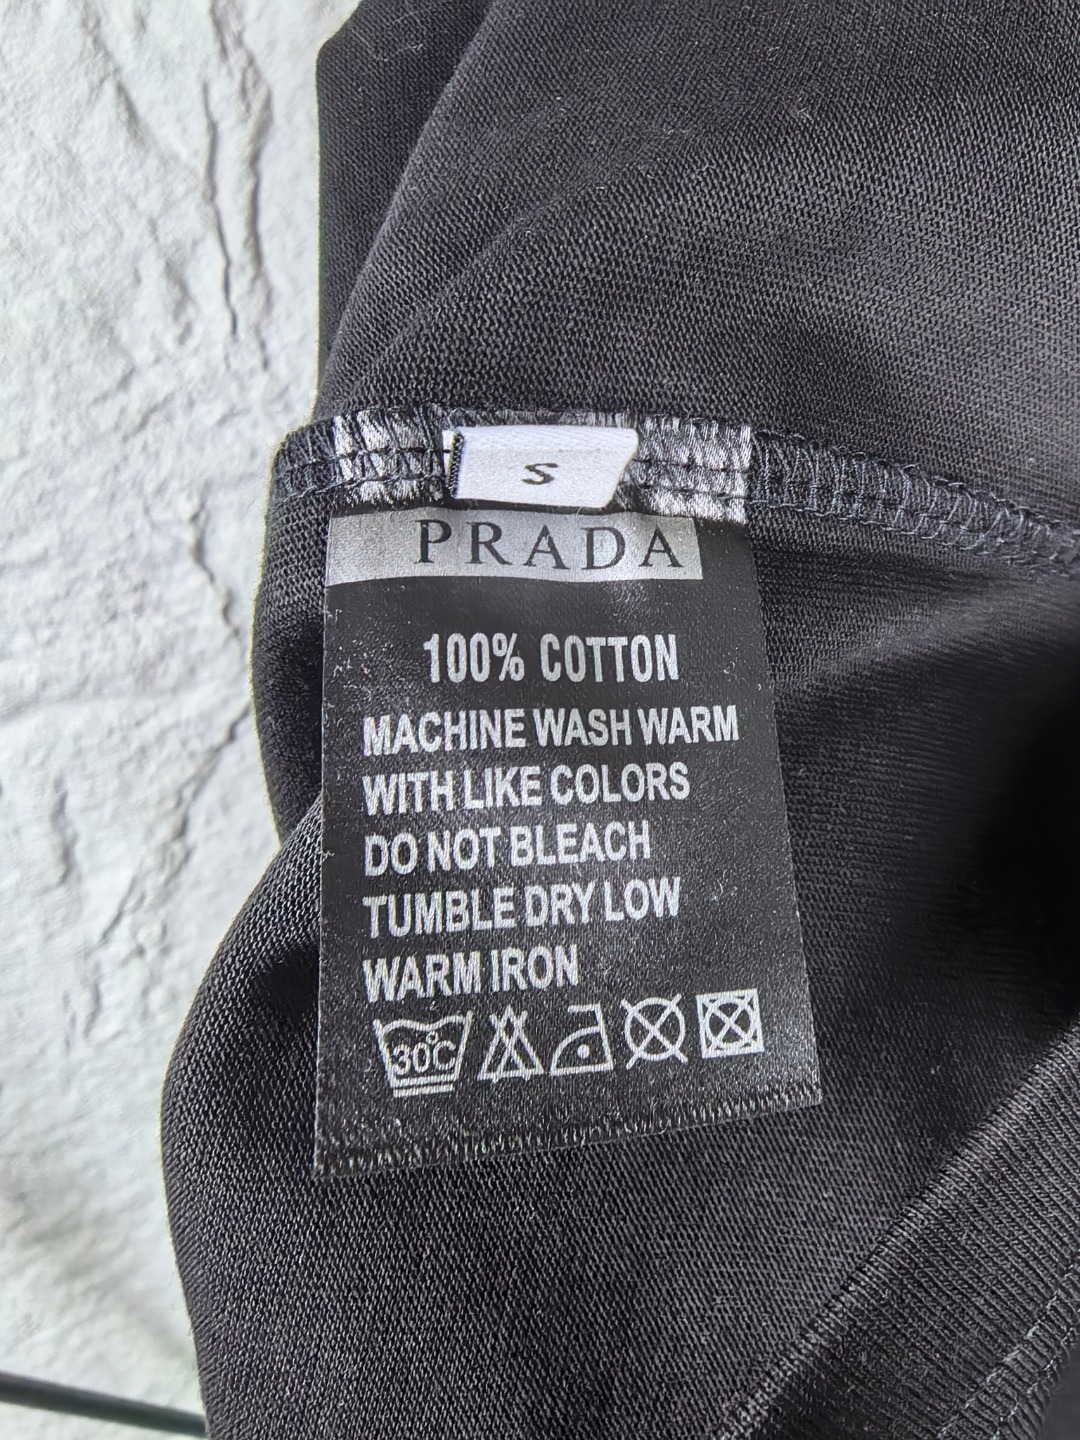 S
PRADA
100% COTTON
MACHINE WASH WARM
WITH LIKE COLORS
DO NOT BLEACH
TUMBLE DRY LOW
WARM IRON
30°C